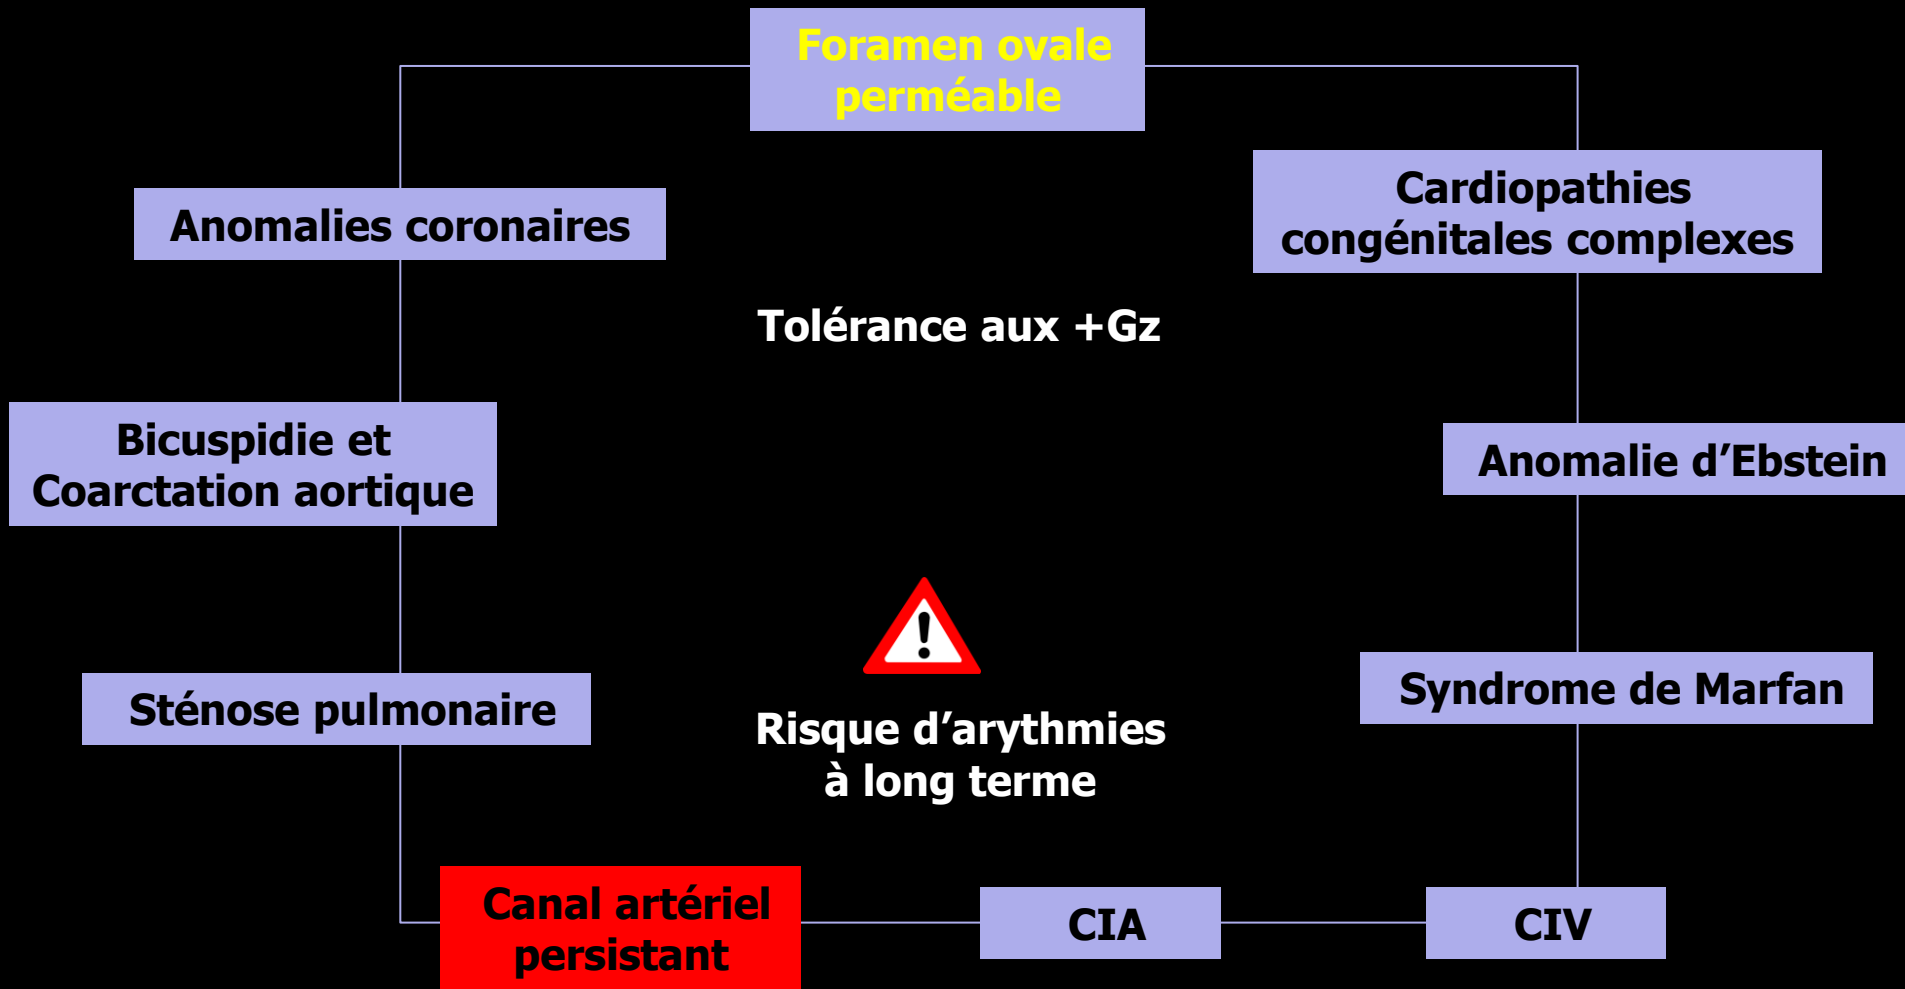 Foramen ovale
perméable
Cardiopathies
congénitales complexes
Anomalies coronaires
Tolérance aux +Gz
Bicuspidie et
Coarctation aortique
Anomalie d’Ebstein
!
Syndrome de Marfan
Sténose pulmonaire
Risque d’arythmies
à long terme
Canal artériel
persistant
CIA
CIV